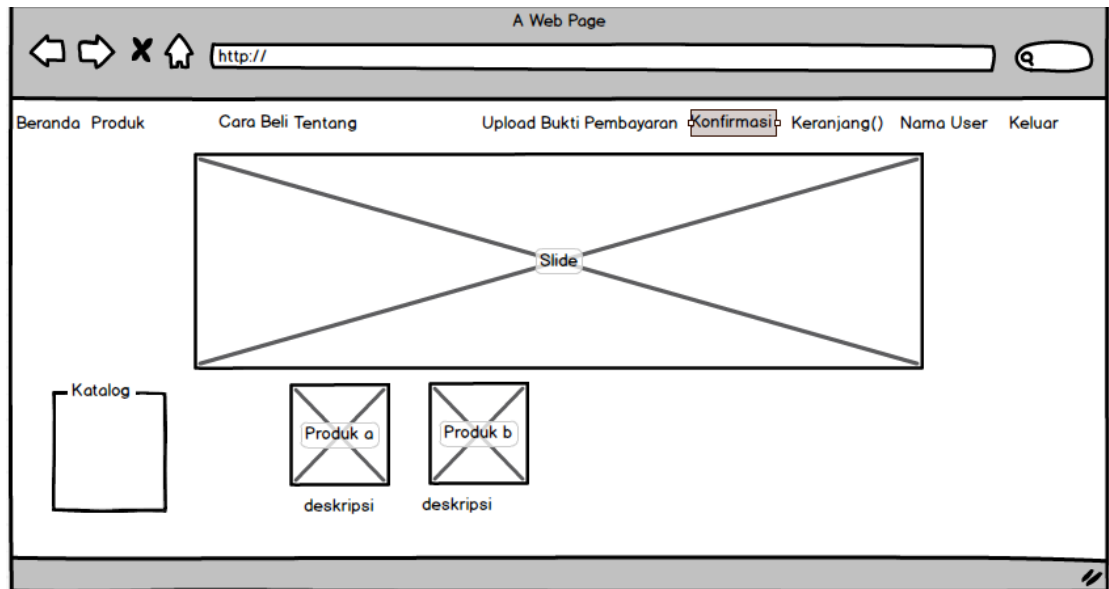 A Web Page
http://
Beranda Produk Cara Beli Tentang Upload Bukti Pembayaran Konfirmasi Keranjang() Nama User Keluar
Slide
Katalog
Produk a Produk b
deskripsi deskripsi